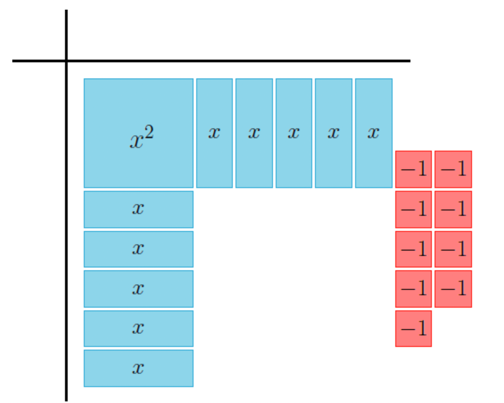 x² x x x x x
−1 −1
x −1 −1
x −1 −1
x −1 −1
x −1
x